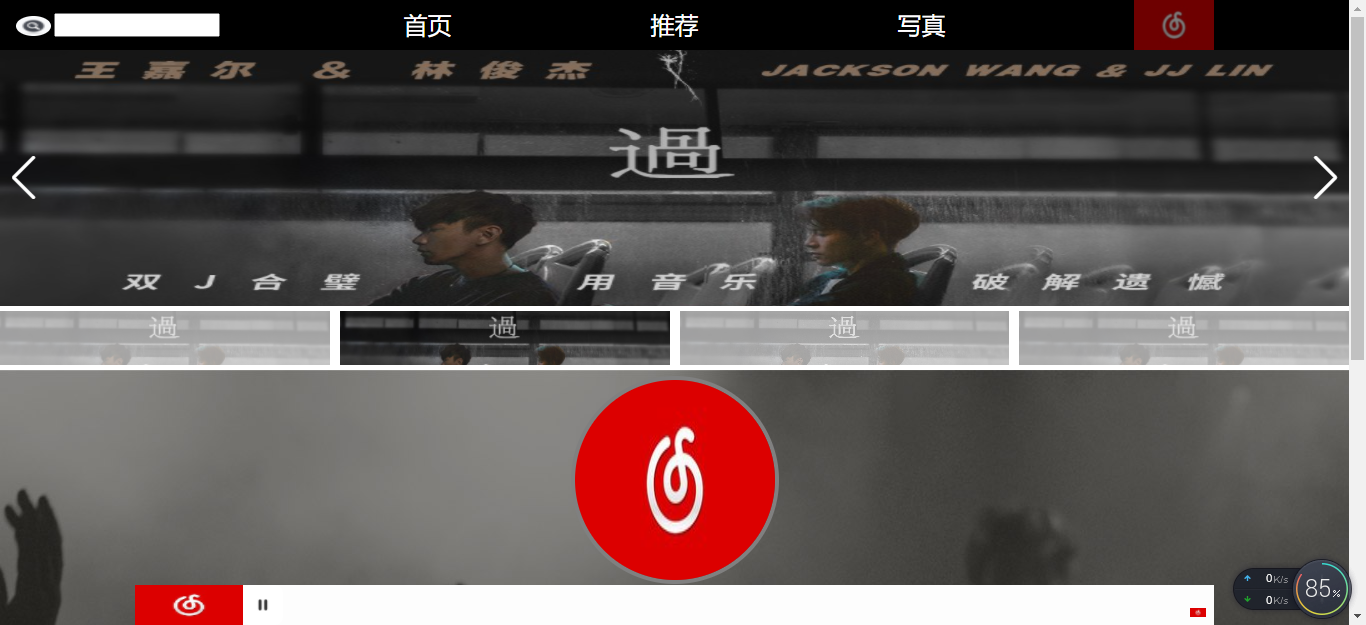 首页 推荐 写真
王嘉尔 & 林俊杰 JACKSON WANG & JJ LIN
過
双J合璧 用音乐 破解遗憾
過 過 過 過
0K/s
85%
0K/s